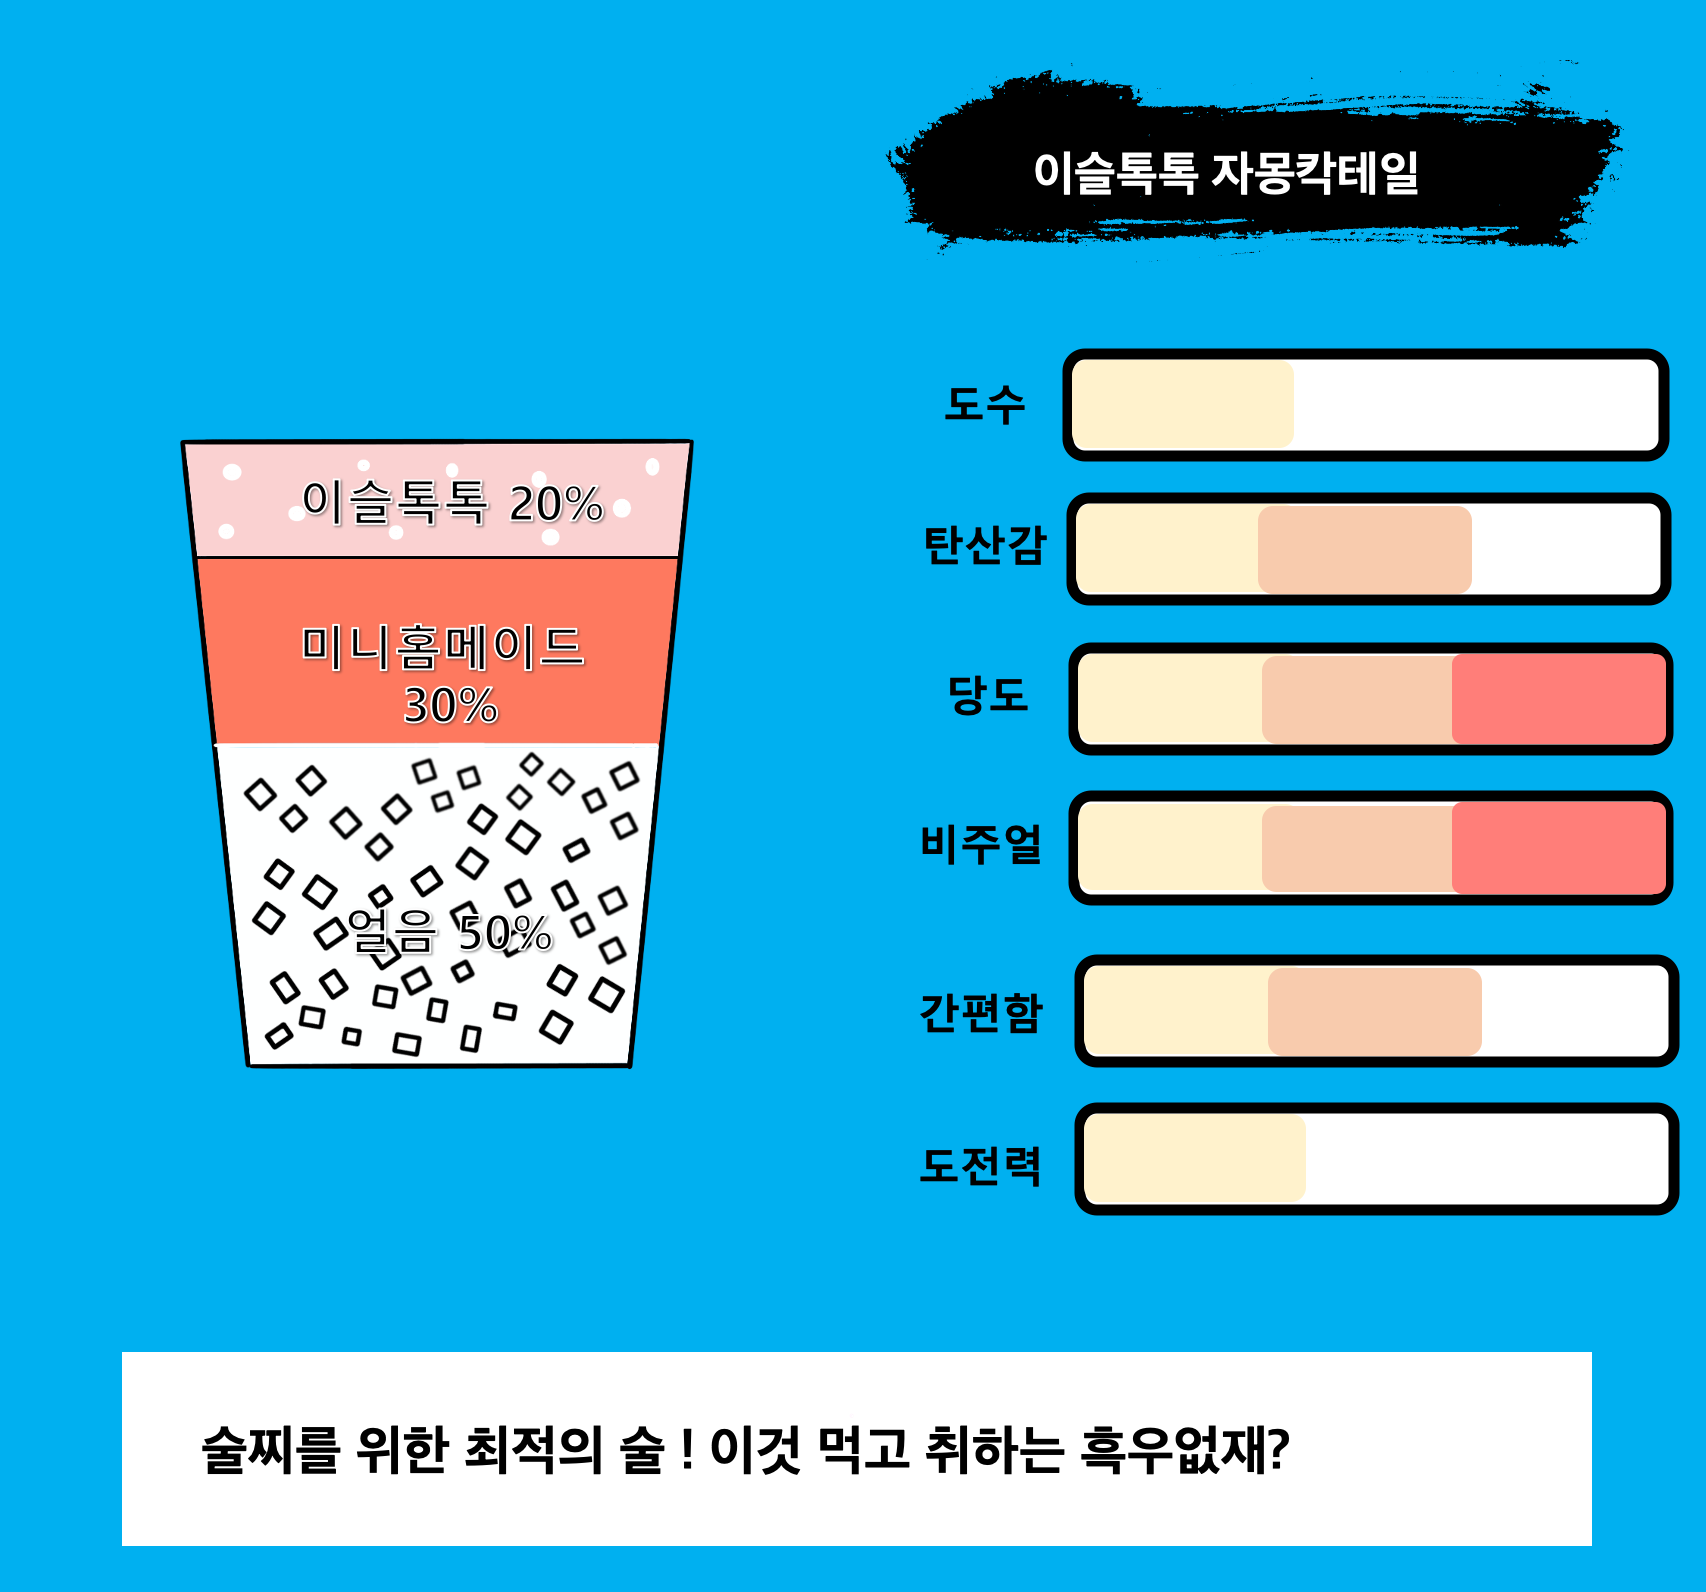 이슬톡톡 자몽칵테일
이슬톡톡 20%
미니홈메이드
30%
얼음 50%
도수
탄산감
당도
비주얼
간편함
도전력
술찌를 위한 최적의 술 ! 이것 먹고 취하는 흑우없재?